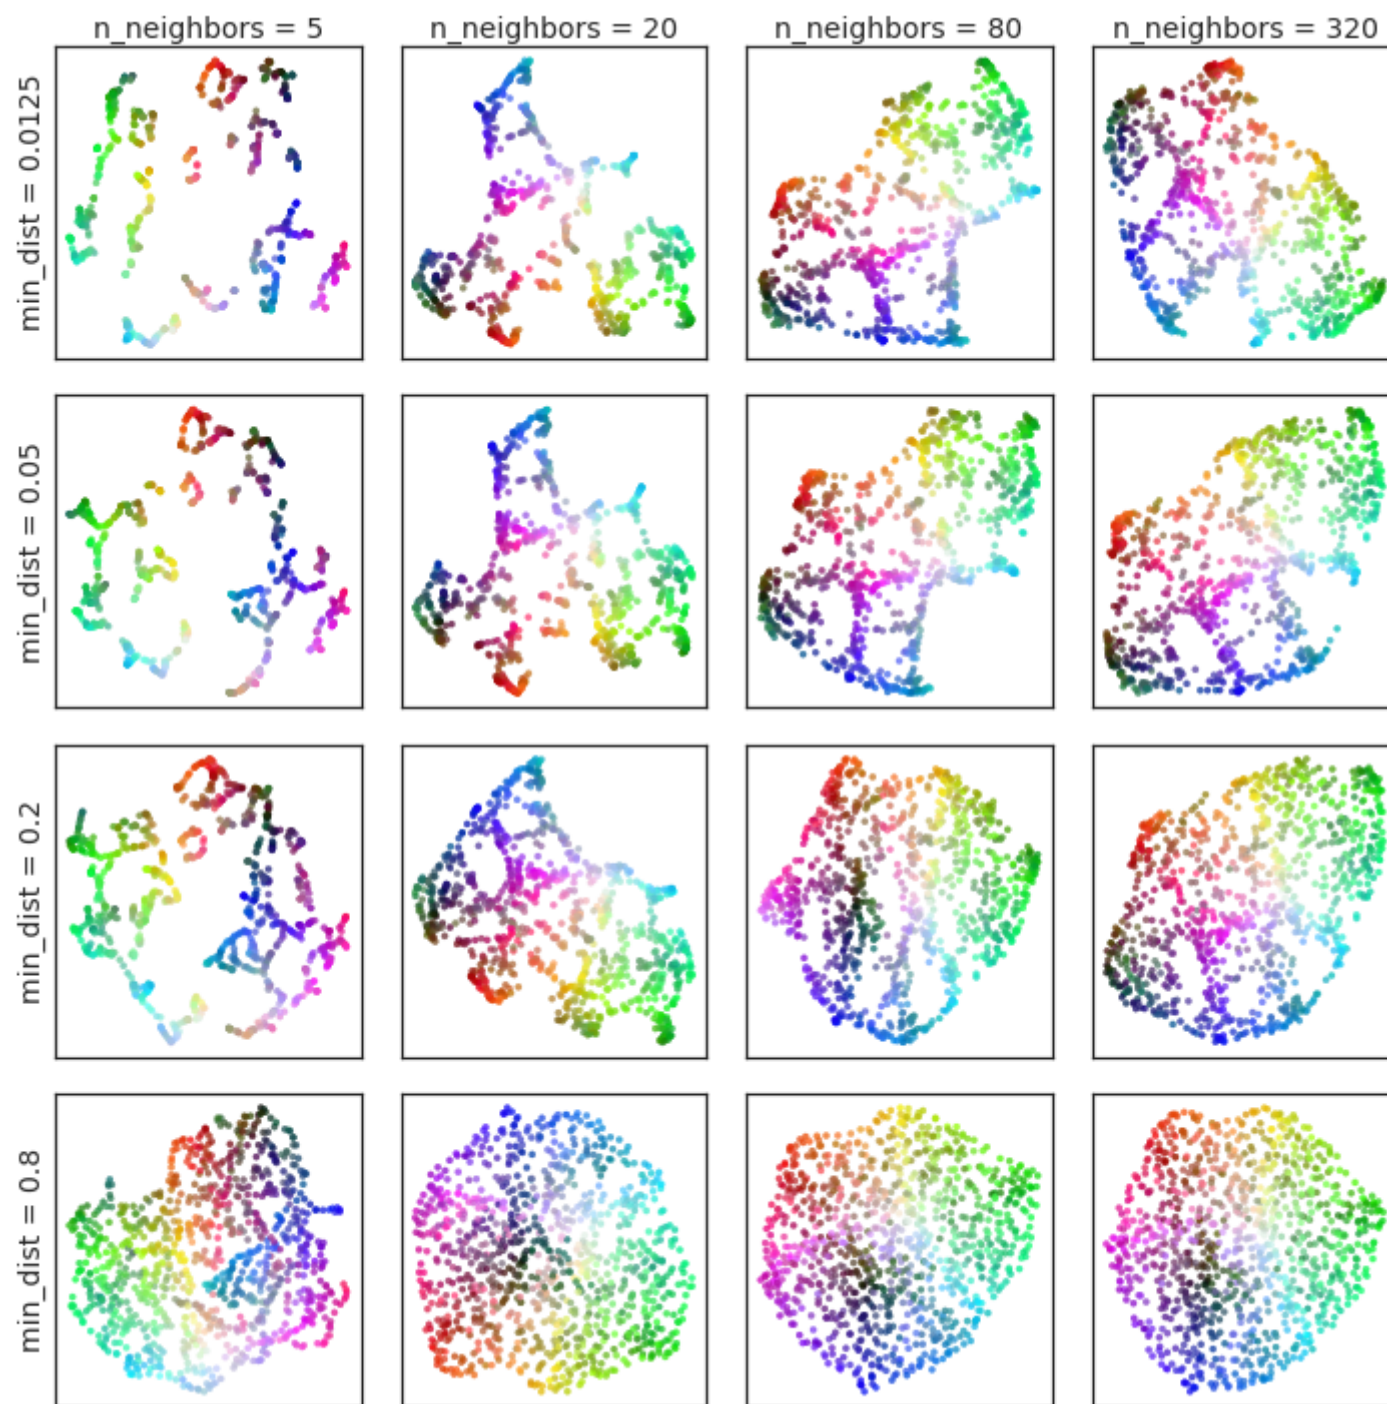 n_neighbors = 5
n_neighbors = 20
n_neighbors = 80
n_neighbors = 320
min_dist = 0.0125
min_dist = 0.05
min_dist = 0.2
min_dist = 0.8